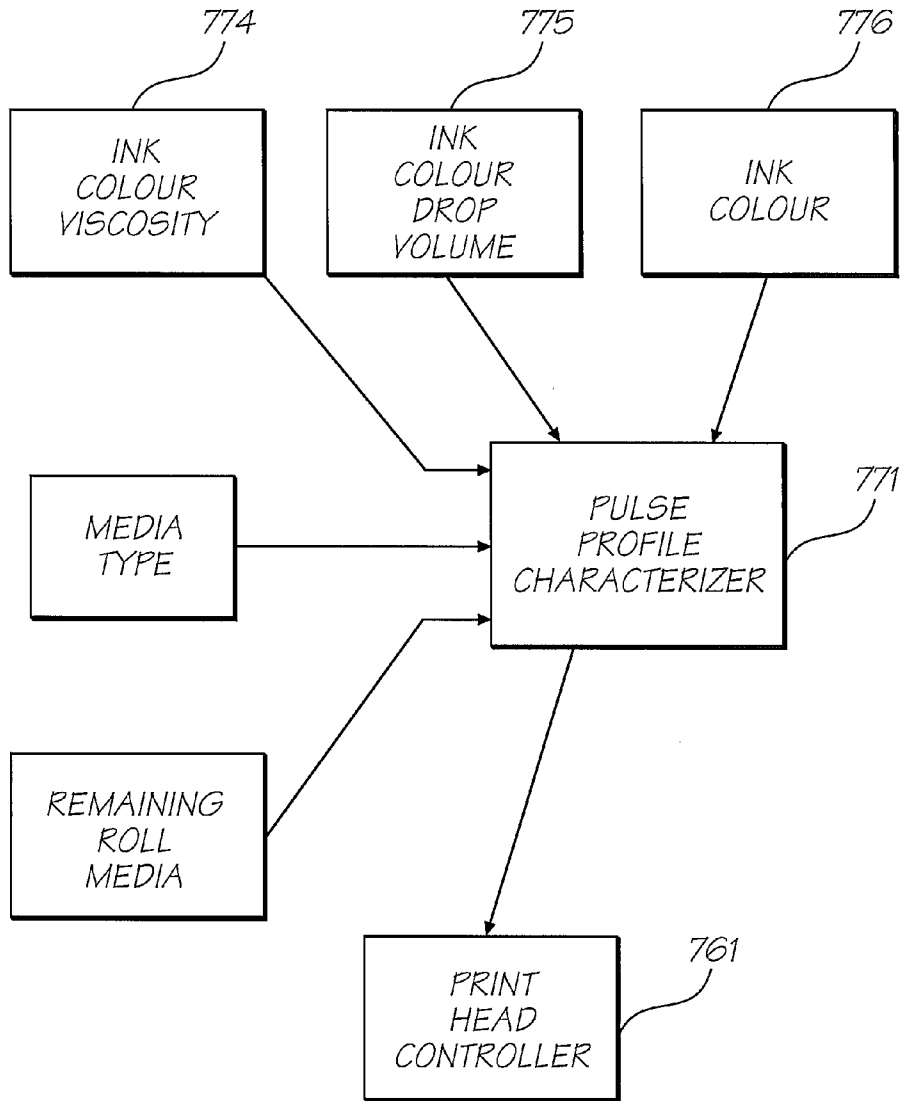 774
775
776
INK
COLOUR
VISCOSITY
INK
COLOUR
DROP
VOLUME
INK
COLOUR
771
MEDIA
TYPE
PULSE
PROFILE
CHARACTERIZER
REMAINING
ROLL
MEDIA
761
PRINT
HEAD
CONTROLLER